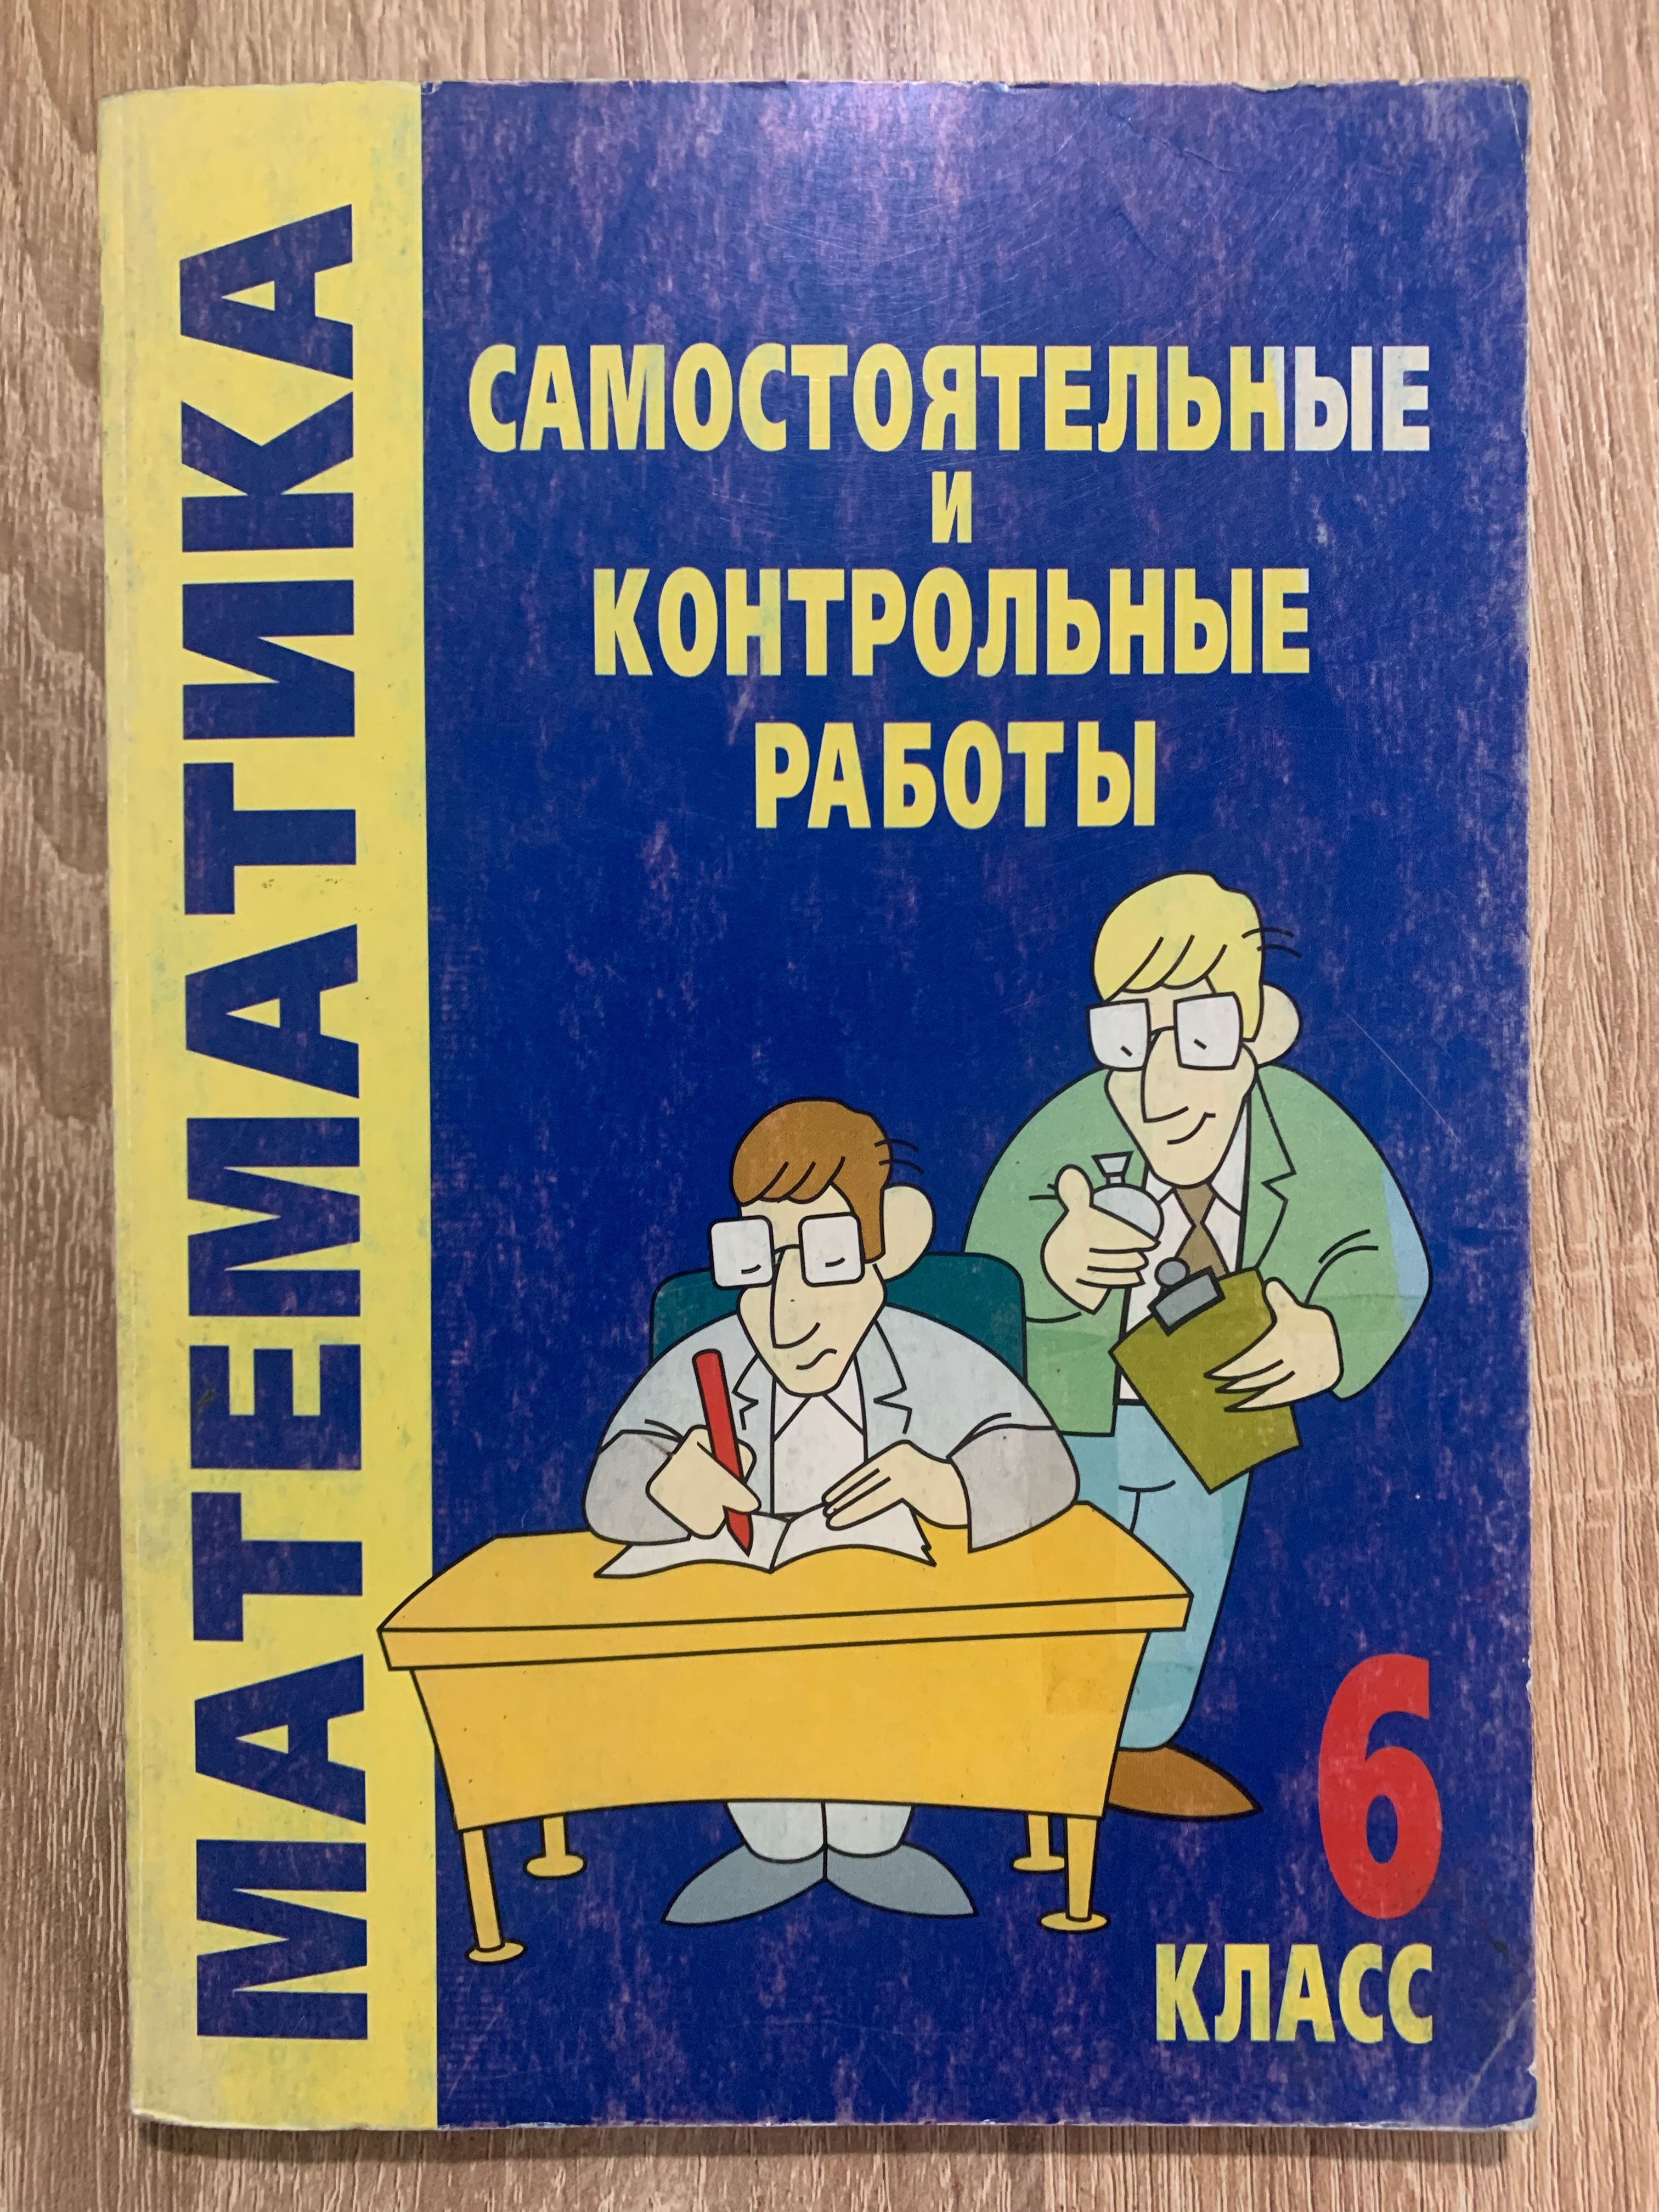 МАТЕМАТИКА
САМОСТОЯТЕЛЬНЫЕ
И
КОНТРОЛЬНЫЕ
РАБОТЫ
6
КЛАСС